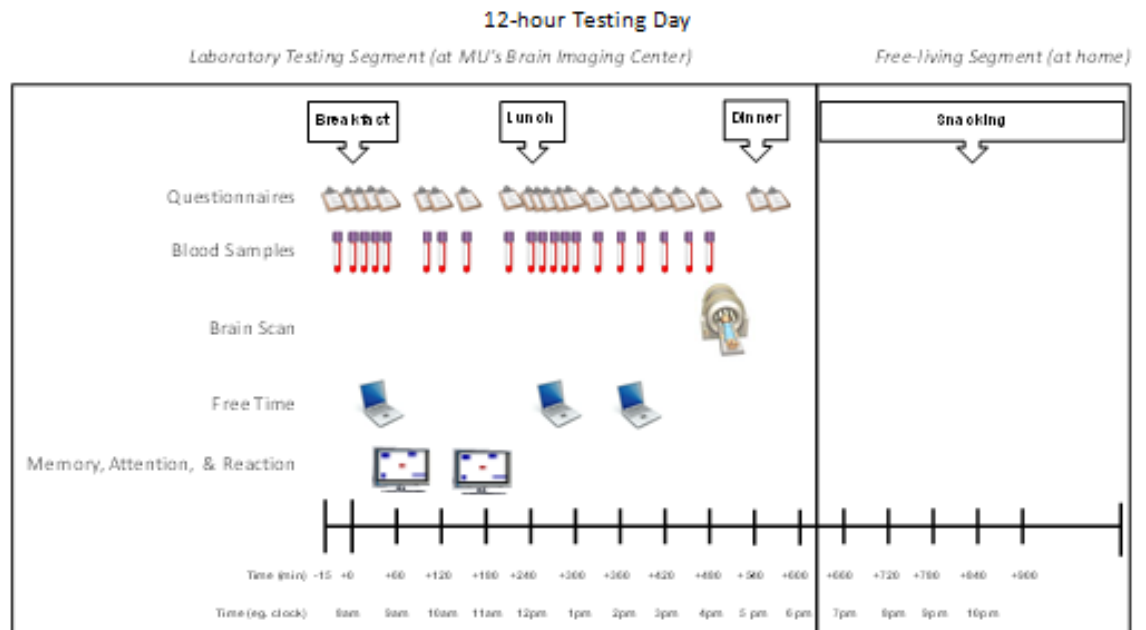 12-hour Testing Day
Laboratory Testing Segment (at MU's Brain Imaging Center) Free-living Segment (at home)
Breakfast Lunch Dinner Snacking
Questionnaires
Blood Samples
Brain Scan
Free Time
Memory, Attention, & Reaction
Time (min) -15 +0 +60 +120 +180 +240 +300 +360 +420 +480 +540 +600 +660 +720 +780 +840 +900
Time (eg. clock) 8am 9am 10am 11am 12pm 1pm 2pm 3pm 4pm 5 pm 6 pm 7pm 8pm 9pm 10pm